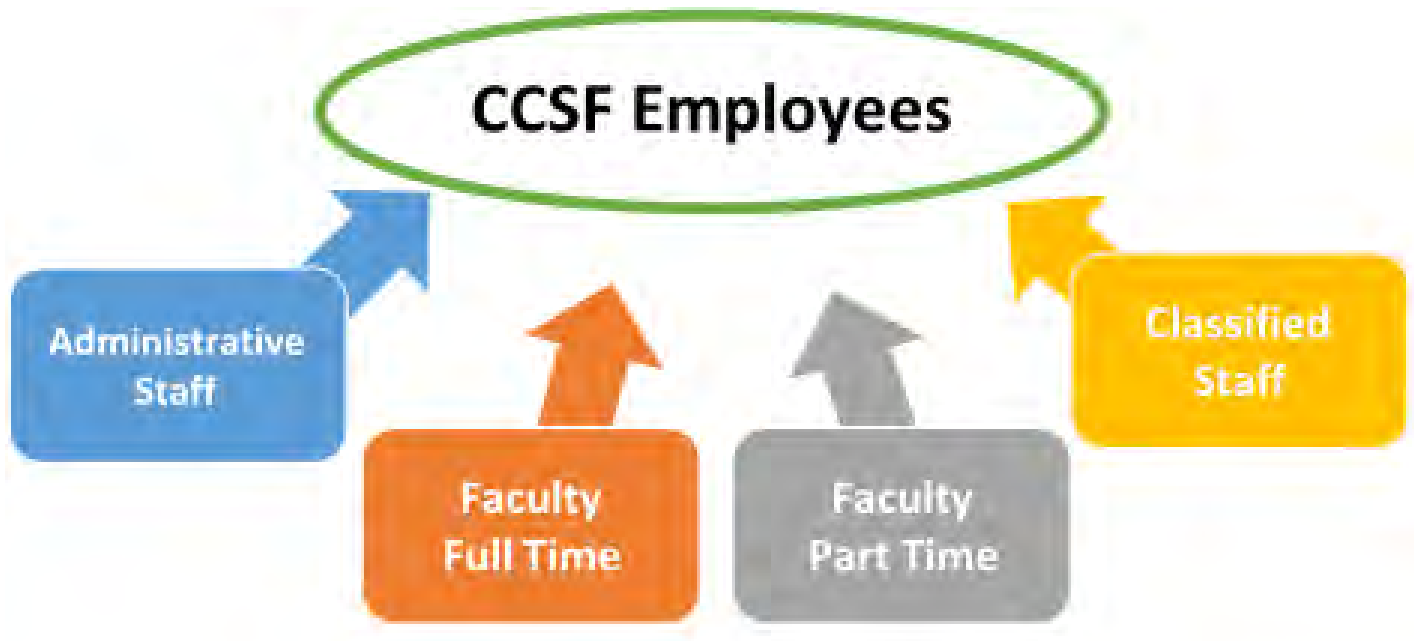 CCSF Employees
Administrative
Staff
Faculty
Full Time
Faculty
Part Time
Classified
Staff